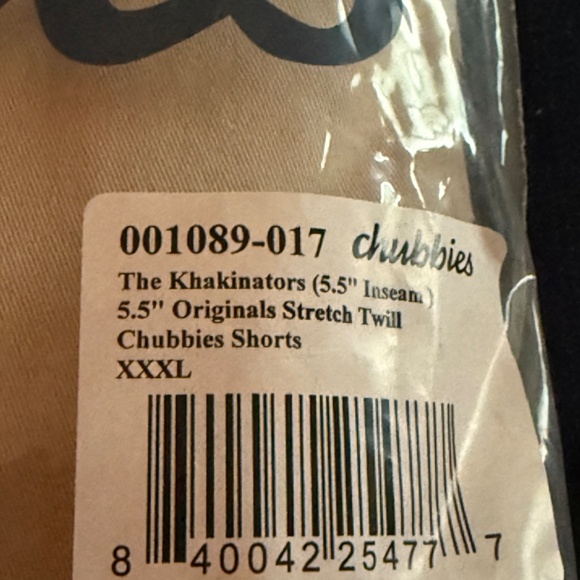 001089-017 chubbies
The Khakinators (5.5" Inseam)
5.5" Originals Stretch Twill
Chubbies Shorts
XXXL
8 40042 25477 7